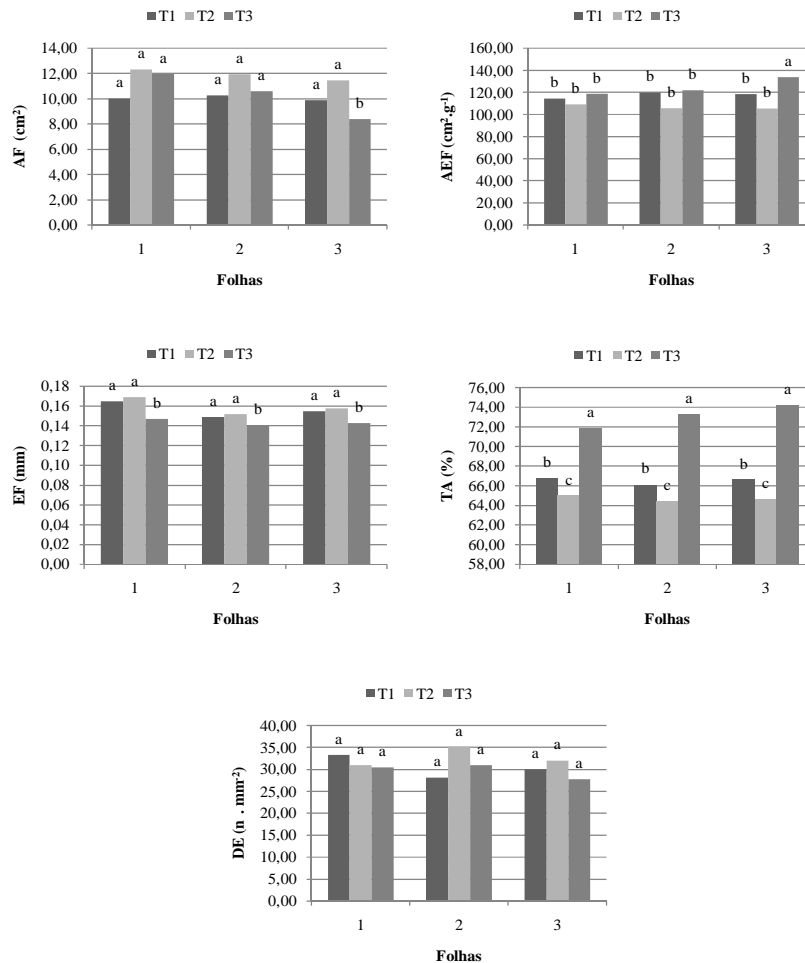 T1 T2 T3
14,00
12,00
10,00
8,00
6,00
4,00
2,00
0,00
AF (cm²)
a a a a a a a a b
1 2 3
Folhas
T1 T2 T3
160,00
140,00
120,00
100,00
80,00
60,00
40,00
20,00
0,00
AEF (cm².g⁻¹)
b b b b b b b b a
1 2 3
Folhas
T1 T2 T3
0,18
0,16
0,14
0,12
0,10
0,08
0,06
0,04
0,02
0,00
EF (mm)
a a b a a b a a b
1 2 3
Folhas
T1 T2 T3
76,00
74,00
72,00
70,00
68,00
66,00
64,00
62,00
60,00
58,00
TA (%)
b c a b c a b c a
1 2 3
Folhas
T1 T2 T3
40,00
35,00
30,00
25,00
20,00
15,00
10,00
5,00
0,00
DE (n . mm⁻²)
a a a a a a a a a
1 2 3
Folhas